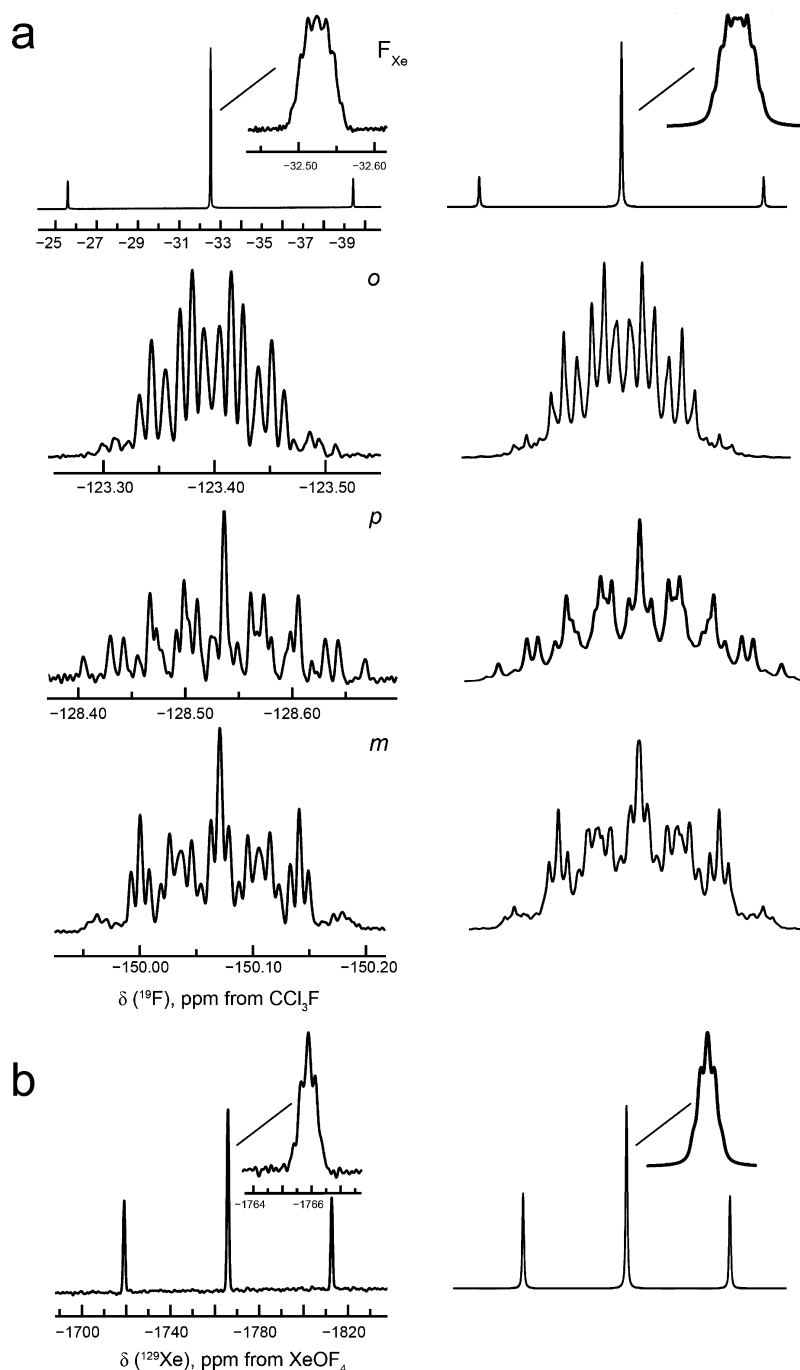 a
F_Xe
−32.50 −32.60
−25 −27 −29 −31 −33 −35 −37 −39
o
−123.30 −123.40 −123.50
p
−128.40 −128.50 −128.60
m
−150.00 −150.10 −150.20
δ (¹⁹F), ppm from CCl₃F
b
−1764 −1766
−1700 −1740 −1780 −1820
δ (¹²⁹Xe), ppm from XeOF₄